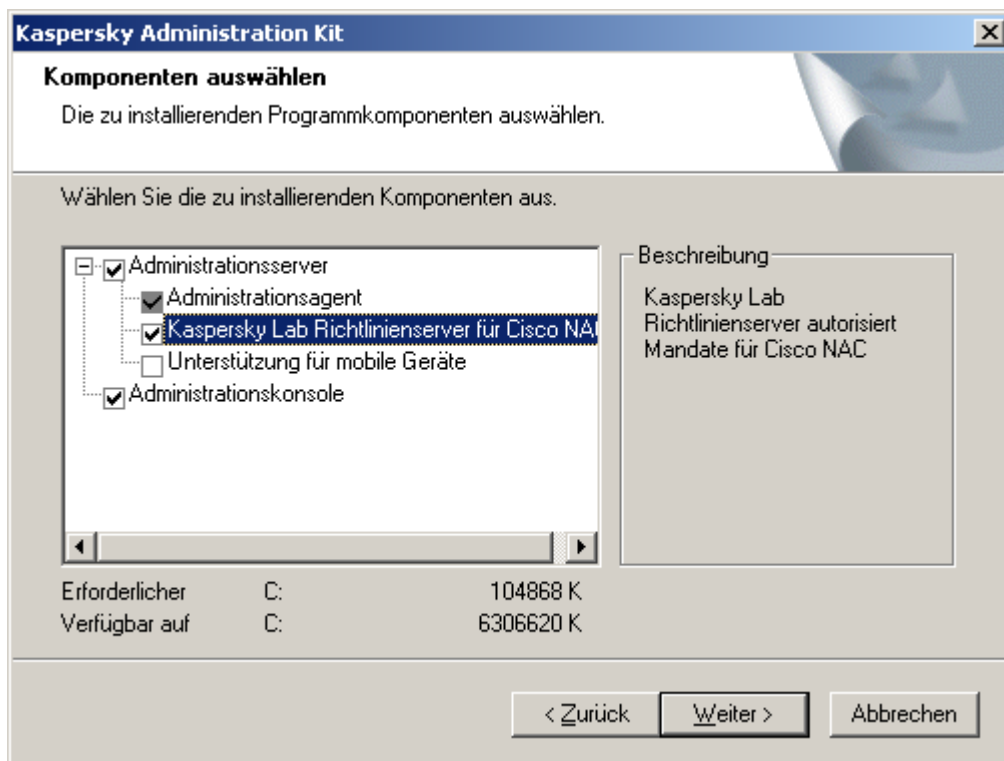 Kaspersky Administration Kit
Komponenten auswählen
Die zu installierenden Programmkomponenten auswählen.
Wählen Sie die zu installierenden Komponenten aus.
Administrationsserver
Administrationsagent
Kaspersky Lab Richtlinienserver für Cisco NAC
Unterstützung für mobile Geräte
Administrationskonsole
Beschreibung
Kaspersky Lab
Richtlinienserver autorisiert
Mandate für Cisco NAC
Erforderlicher C: 104868 K
Verfügbar auf C: 6306620 K
< Zurück
Weiter >
Abbrechen